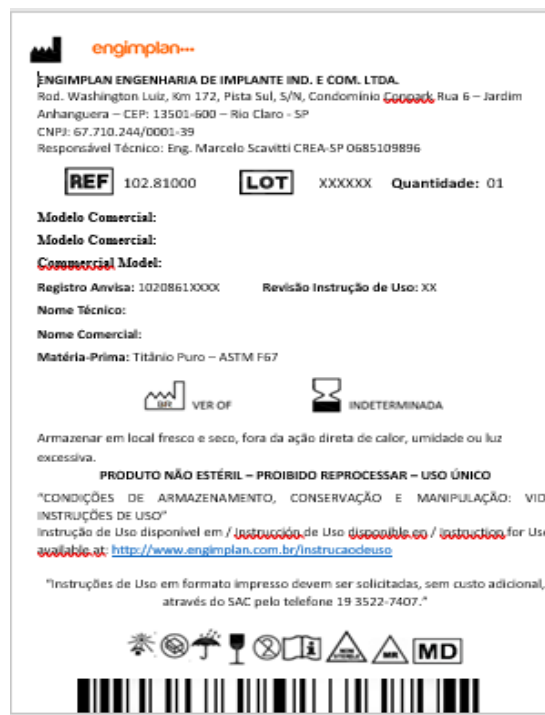 engimplan
ENGIMPLAN ENGENHARIA DE IMPLANTE IND. E COM. LTDA.
Rod. Washington Luiz, Km 172, Pista Sul, S/N, Condomínio Conpark Rua 6 – Jardim
Anhanguera – CEP: 13501-600 – Rio Claro - SP
CNPJ: 67.710.244/0001-39
Responsável Técnico: Eng. Marcelo Scavitti CREA-SP 0685109896
REF 102.81000 LOT XXXXXX Quantidade: 01
Modelo Comercial:
Modelo Comercial:
Commercial Model:
Registro Anvisa: 1020861XXXX Revisão Instrução de Uso: XX
Nome Técnico:
Nome Comercial:
Matéria-Prima: Titânio Puro – ASTM F67
BR VER OF INDETERMINADA
Armazenar em local fresco e seco, fora da ação direta de calor, umidade ou luz
excessiva.
PRODUTO NÃO ESTÉRIL – PROIBIDO REPROCESSAR – USO ÚNICO
"CONDIÇÕES DE ARMAZENAMENTO, CONSERVAÇÃO E MANIPULAÇÃO: VID
INSTRUÇÕES DE USO"
Instrução de Uso disponível em / Instrucción de Uso disponible en / Instruction for Use
available at: http://www.engimplan.com.br/instrucaodeuso
"Instruções de Uso em formato impresso devem ser solicitadas, sem custo adicional,
através do SAC pelo telefone 19 3522-7407."
NON STERILE MR MD